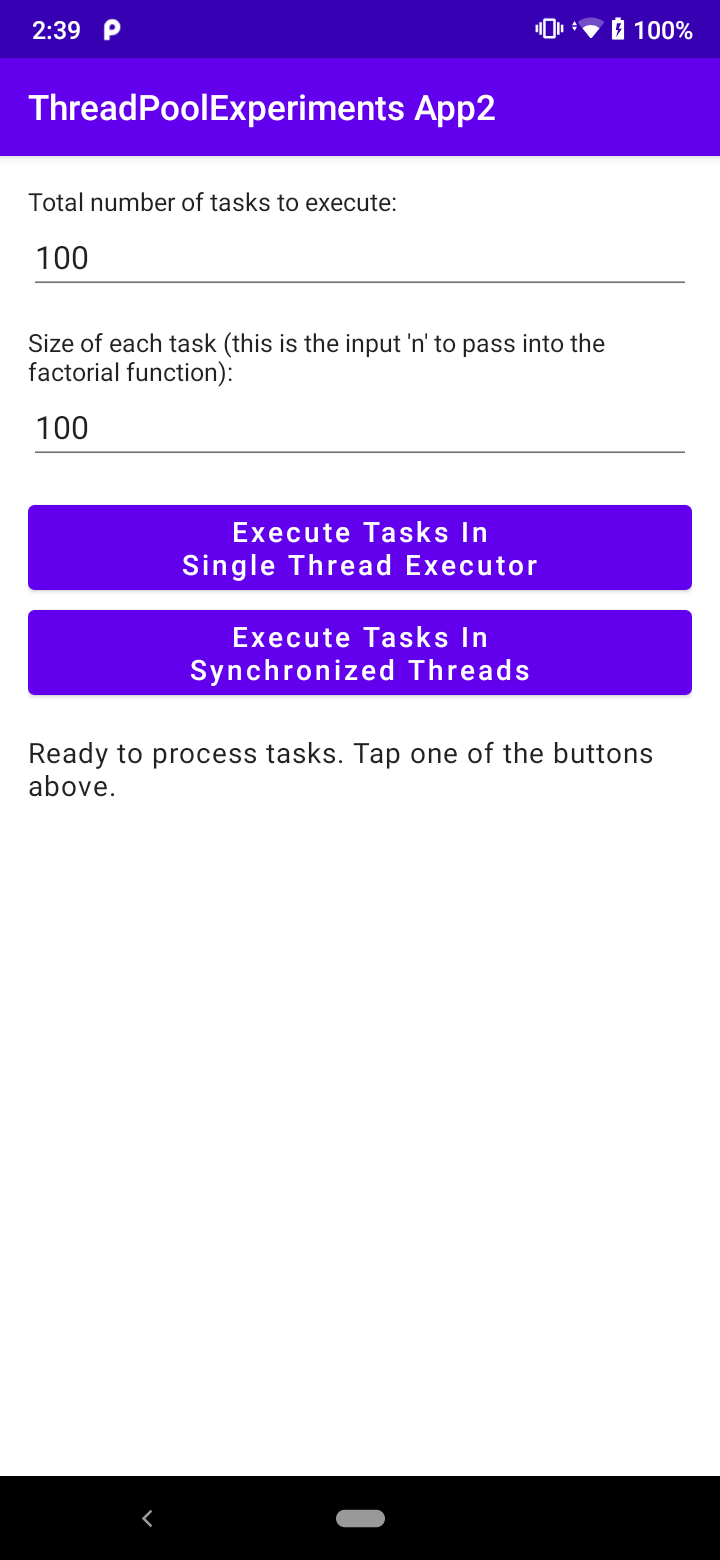 2:39
100%
ThreadPoolExperiments App2
Total number of tasks to execute:
100
Size of each task (this is the input 'n' to pass into the
factorial function):
100
Execute Tasks In
Single Thread Executor
Execute Tasks In
Synchronized Threads
Ready to process tasks. Tap one of the buttons
above.